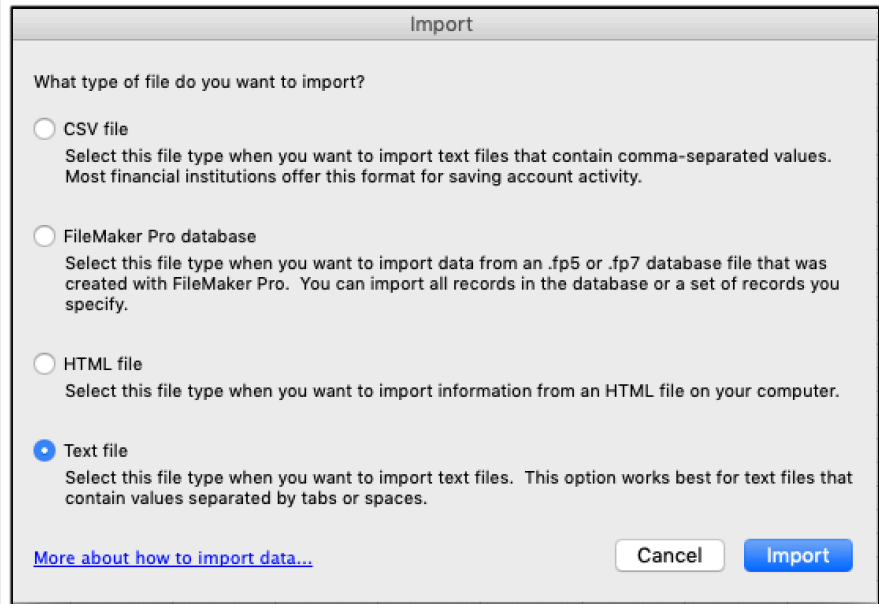 Import
What type of file do you want to import?
CSV file
Select this file type when you want to import text files that contain comma-separated values.
Most financial institutions offer this format for saving account activity.
FileMaker Pro database
Select this file type when you want to import data from an .fp5 or .fp7 database file that was
created with FileMaker Pro.  You can import all records in the database or a set of records you
specify.
HTML file
Select this file type when you want to import information from an HTML file on your computer.
Text file
Select this file type when you want to import text files.  This option works best for text files that
contain values separated by tabs or spaces.
More about how to import data...
Cancel
Import